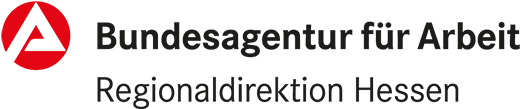 Bundesagentur für Arbeit
Regionaldirektion Hessen